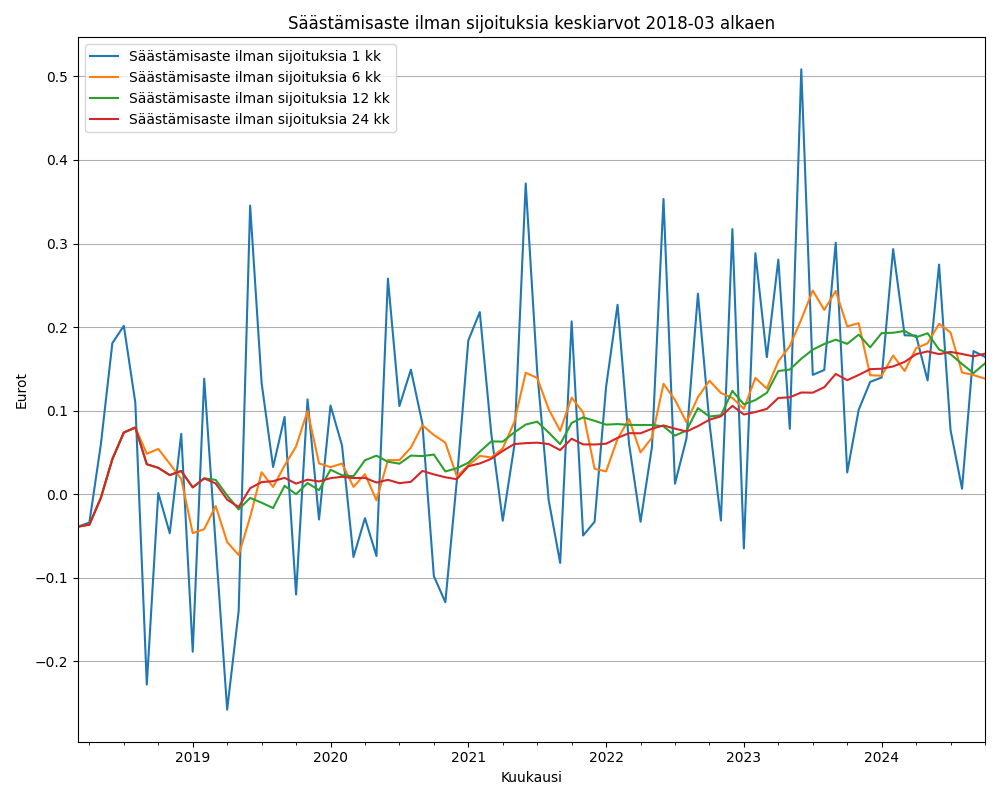 Säästämisaste ilman sijoituksia keskiarvot 2018-03 alkaen
Säästämisaste ilman sijoituksia 1 kk
Säästämisaste ilman sijoituksia 6 kk
Säästämisaste ilman sijoituksia 12 kk
Säästämisaste ilman sijoituksia 24 kk
Eurot
0.5
0.4
0.3
0.2
0.1
0.0
−0.1
−0.2
2019 2020 2021 2022 2023 2024
Kuukausi